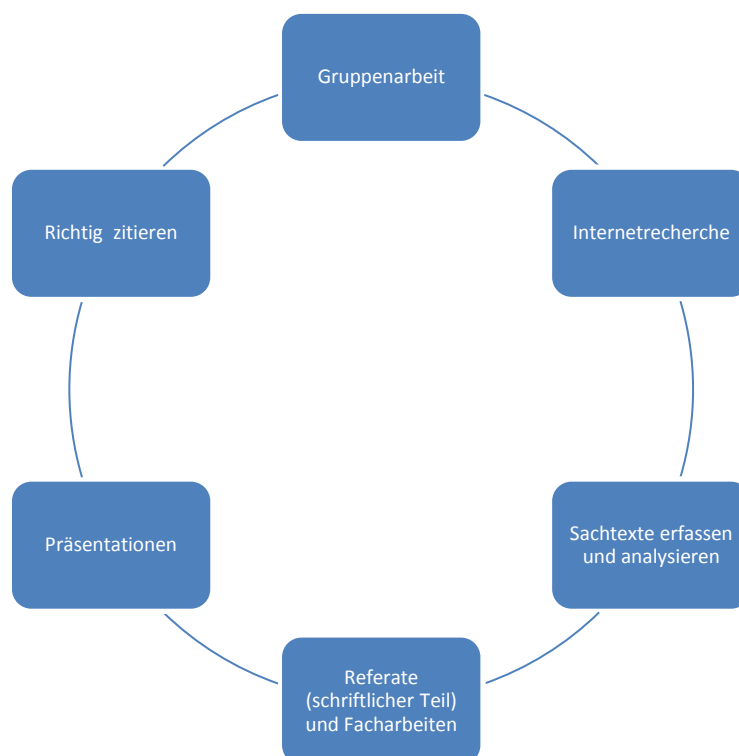 Gruppenarbeit
Internetrecherche
Sachtexte erfassen
und analysieren
Referate
(schriftlicher Teil)
und Facharbeiten
Präsentationen
Richtig  zitieren